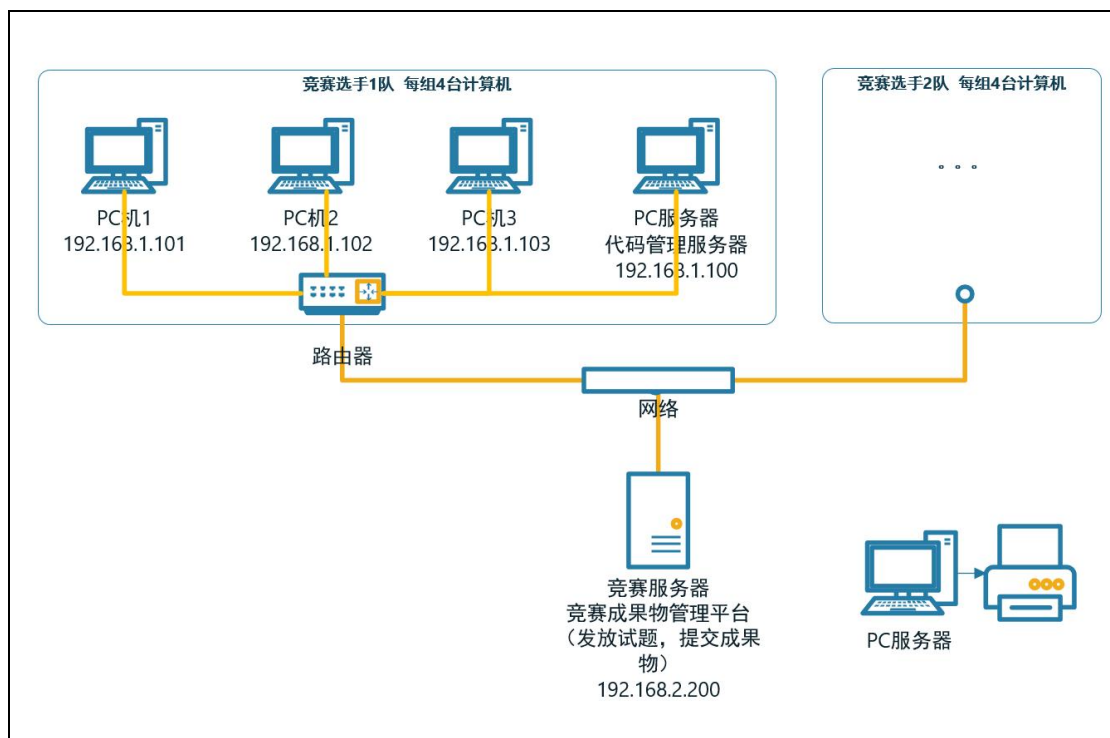 竞赛选手1队 每组4台计算机
竞赛选手2队 每组4台计算机
。。。
PC机1
192.168.1.101
PC机2
192.168.1.102
PC机3
192.168.1.103
PC服务器
代码管理服务器
192.168.1.100
路由器
网络
竞赛服务器
竞赛成果物管理平台
（发放试题，提交成果
物）
192.168.2.200
PC服务器